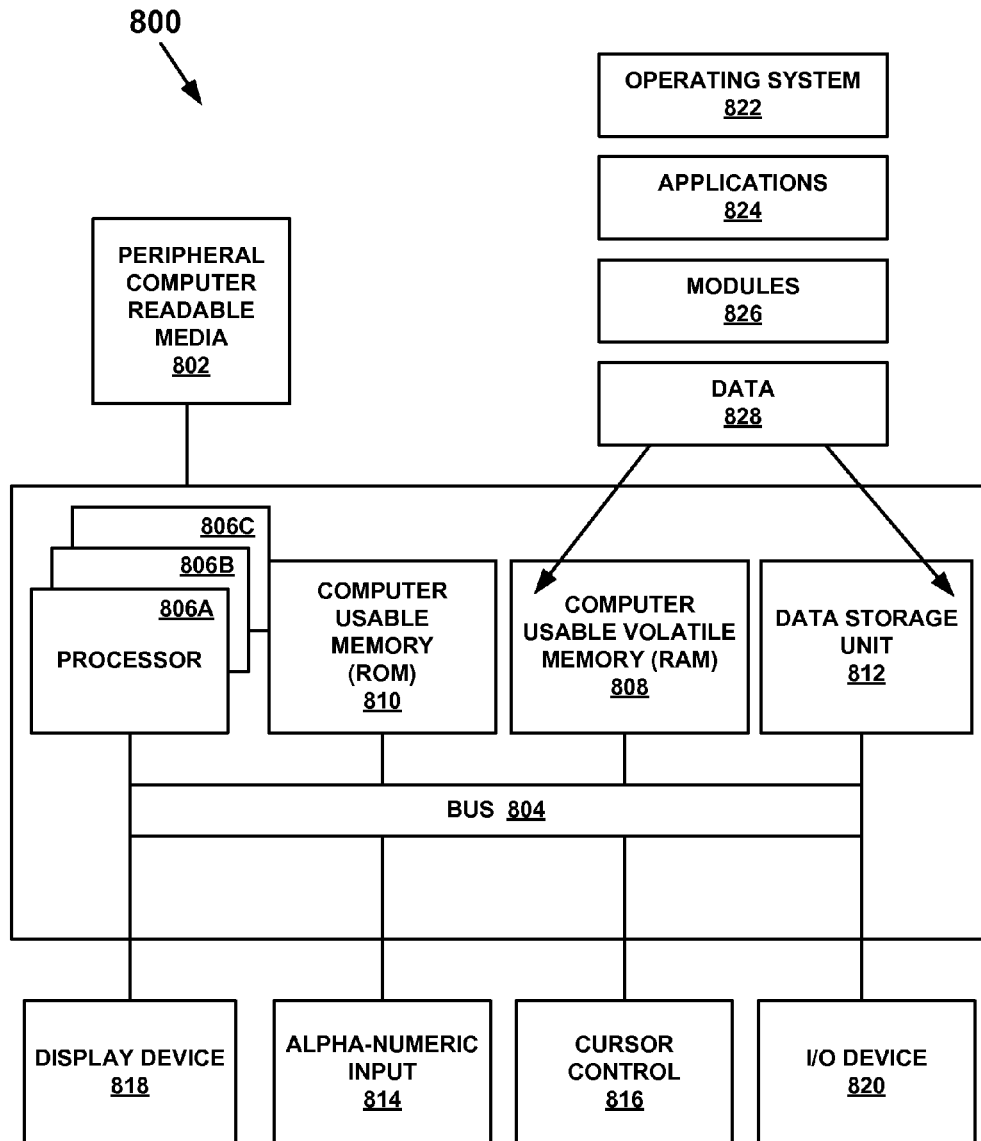 800
OPERATING SYSTEM
822
APPLICATIONS
824
MODULES
826
DATA
828
PERIPHERAL
COMPUTER
READABLE
MEDIA
802
806C
806B
806A
PROCESSOR
COMPUTER
USABLE
MEMORY
(ROM)
810
COMPUTER
USABLE VOLATILE
MEMORY (RAM)
808
DATA STORAGE
UNIT
812
BUS 804
DISPLAY DEVICE
818
ALPHA-NUMERIC
INPUT
814
CURSOR
CONTROL
816
I/O DEVICE
820